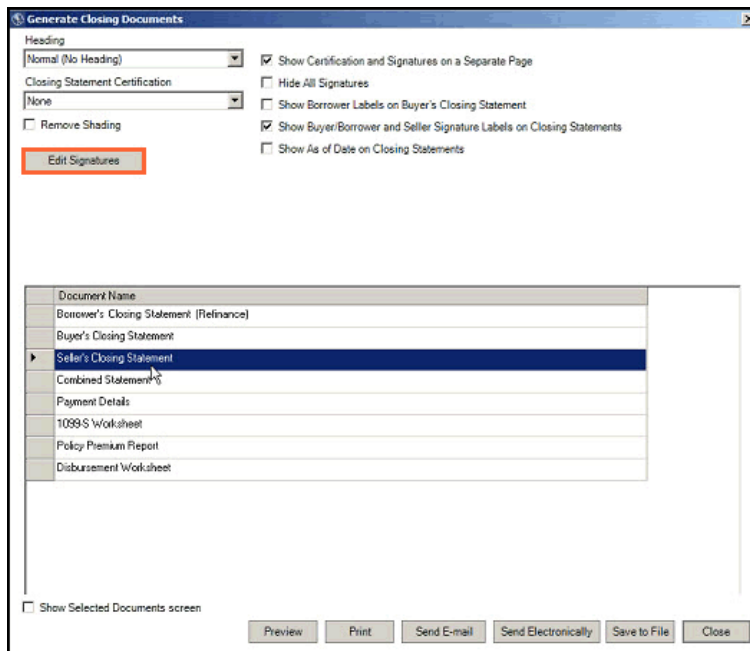 Generate Closing Documents
Heading
Normal (No Heading)
Closing Statement Certification
None
Remove Shading
Edit Signatures
Show Certification and Signatures on a Separate Page
Hide All Signatures
Show Borrower Labels on Buyer's Closing Statement
Show Buyer/Borrower and Seller Signature Labels on Closing Statements
Show As of Date on Closing Statements
Document Name
Borrower's Closing Statement (Refinance)
Buyer's Closing Statement
Seller's Closing Statement
Combined Statement
Payment Details
1099-S Worksheet
Policy Premium Report
Disbursement Worksheet
Show Selected Documents screen
Preview Print Send E-mail Send Electronically Save to File Close